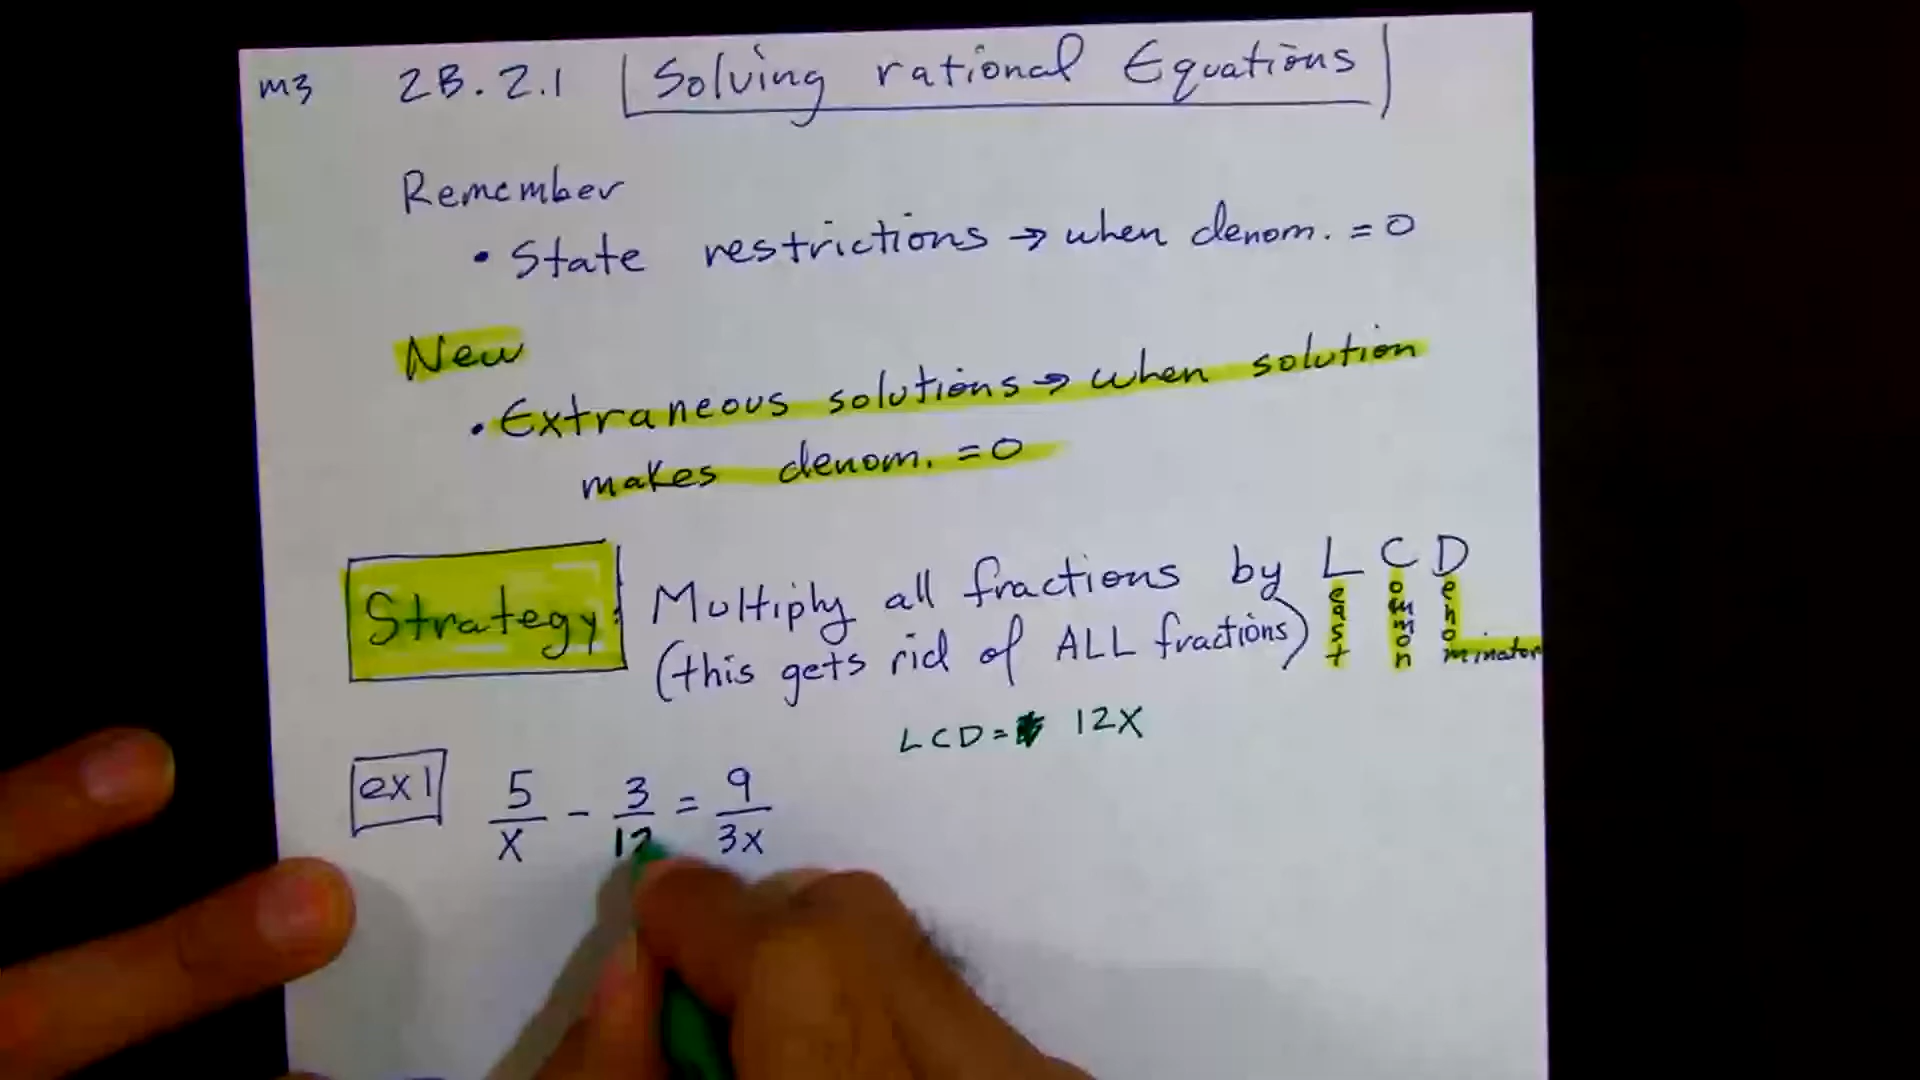 m3 2B.2.1 Solving rational Equations
Remember
• State restrictions → when denom. = 0
New
• Extraneous solutions → when solution
makes denom. = 0
Strategy: Multiply all fractions by L C D
(this gets rid of ALL fractions) Least Common Denominator
LCD = 12X
ex 1 5/x - 3/12 = 9/3x